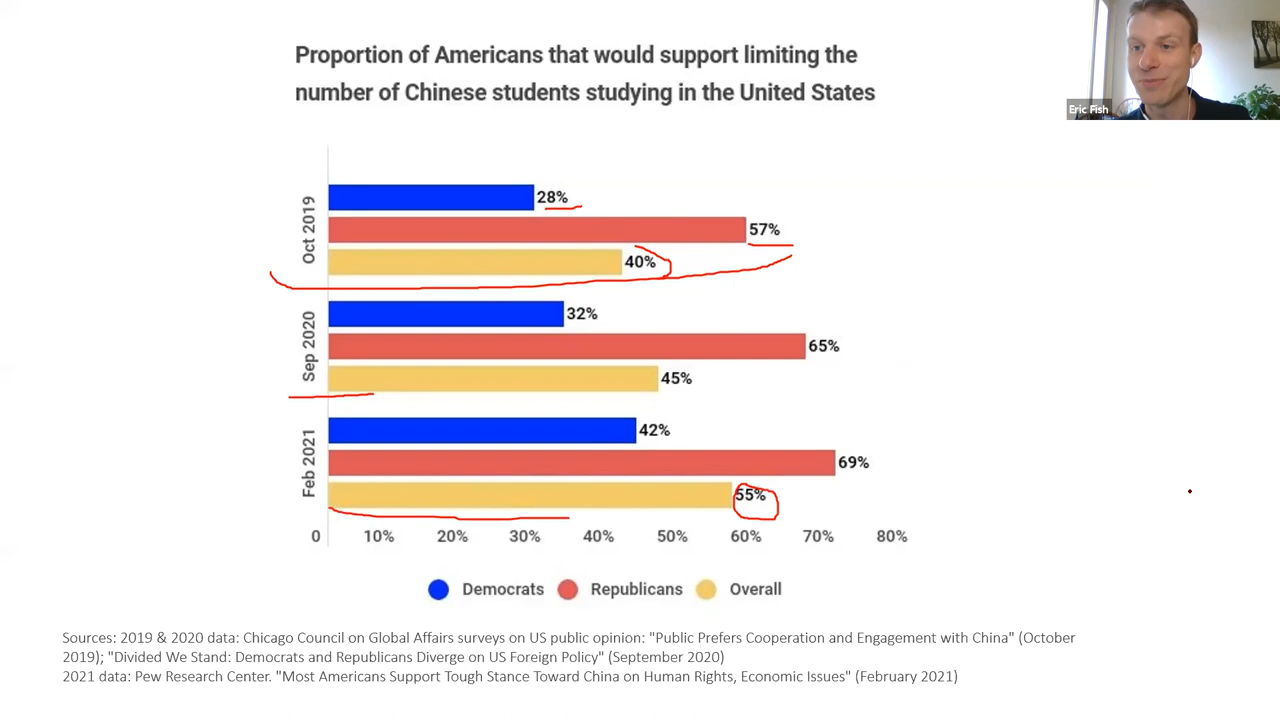 Proportion of Americans that would support limiting the
number of Chinese students studying in the United States
Eric Fish
Oct 2019
28%
57%
40%
Sep 2020
32%
65%
45%
Feb 2021
42%
69%
55%
0 10% 20% 30% 40% 50% 60% 70% 80%
Democrats Republicans Overall
Sources: 2019 & 2020 data: Chicago Council on Global Affairs surveys on US public opinion: "Public Prefers Cooperation and Engagement with China" (October
2019); "Divided We Stand: Democrats and Republicans Diverge on US Foreign Policy" (September 2020)
2021 data: Pew Research Center. "Most Americans Support Tough Stance Toward China on Human Rights, Economic Issues" (February 2021)